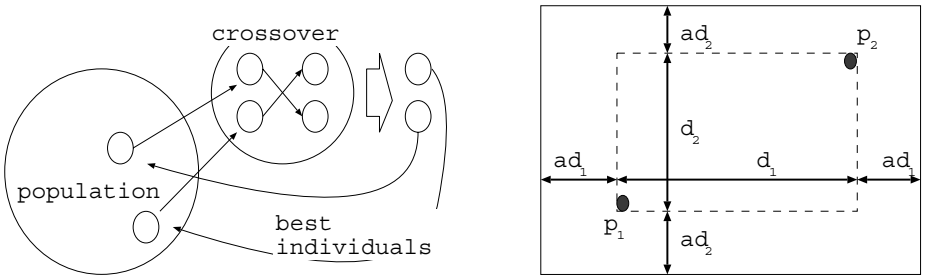 crossover
population
best
individuals
ad₂
p₂
d₂
ad₁
d₁
ad₁
p₁
ad₂